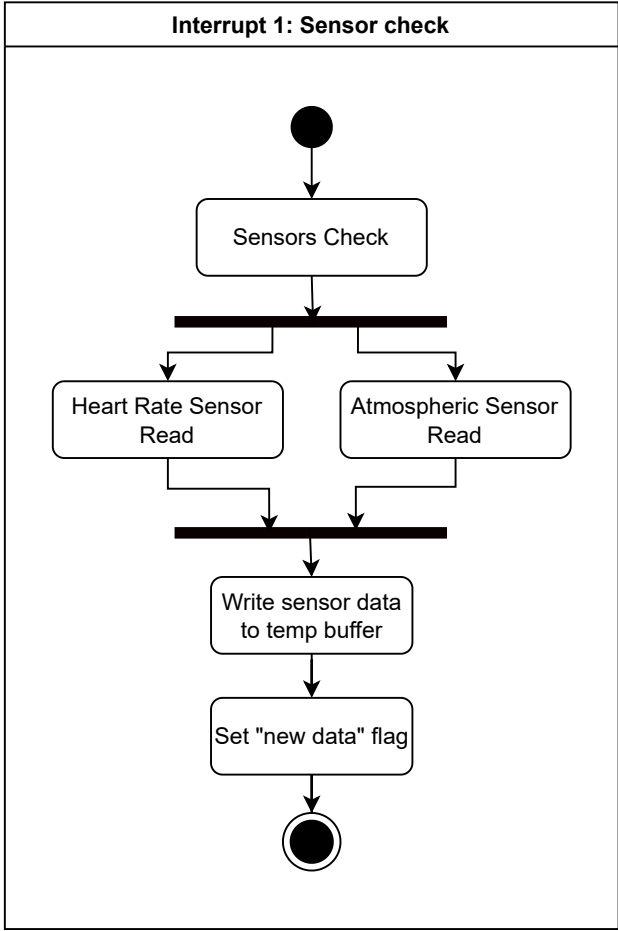 Interrupt 1: Sensor check
Sensors Check
Heart Rate Sensor
Read
Atmospheric Sensor
Read
Write sensor data
to temp buffer
Set "new data" flag